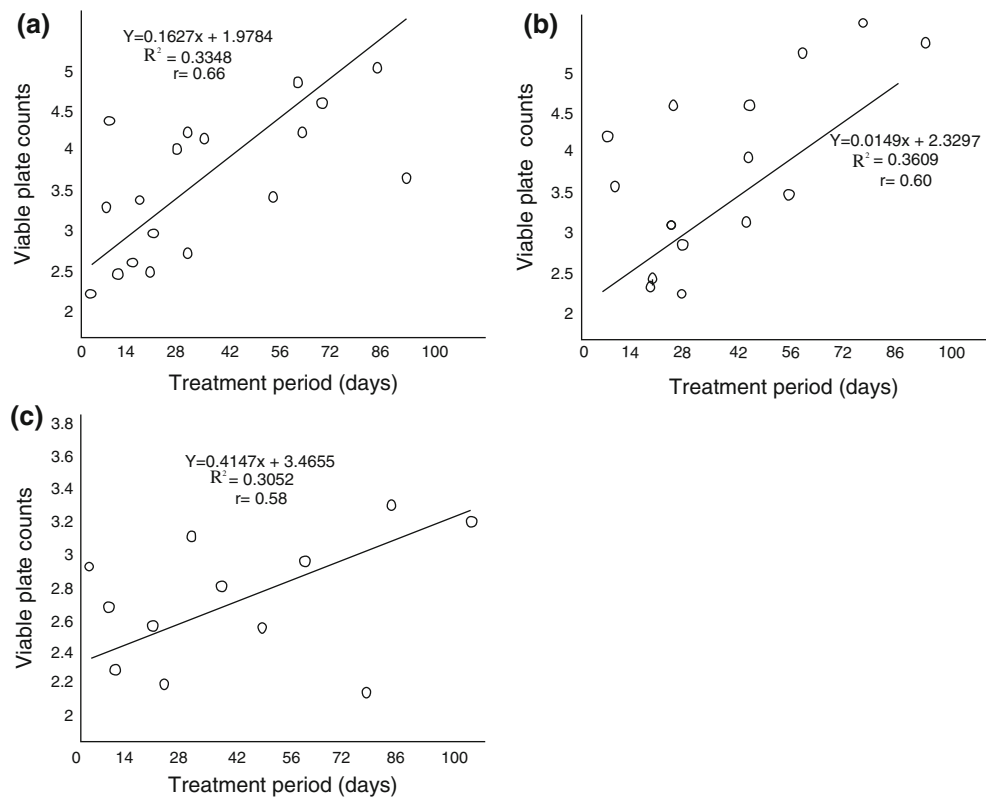 (a)
Y=0.1627x + 1.9784
R² = 0.3348
r= 0.66
Viable plate counts
5
4.5
4
3.5
3
2.5
2
0 14 28 42 56 72 86 100
Treatment period (days)
(b)
Y=0.0149x + 2.3297
R² = 0.3609
r= 0.60
Viable plate counts
5
4.5
4
3.5
3
2.5
2
0 14 28 42 56 72 86 100
Treatment period (days)
(c)
Y=0.4147x + 3.4655
R² = 0.3052
r= 0.58
Viable plate counts
3.8
3.6
3.4
3.2
3
2.8
2.6
2.4
2.2
2
0 14 28 42 56 72 86 100
Treatment period (days)